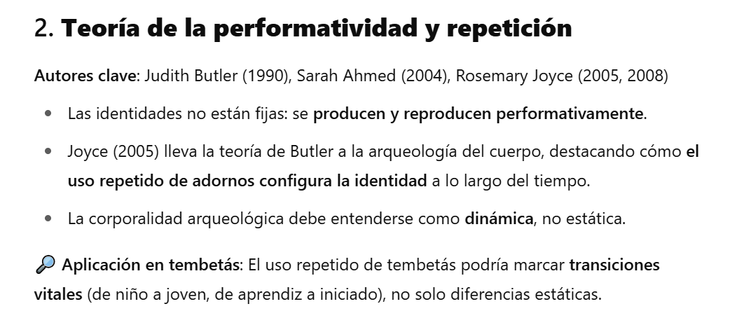 2. Teoría de la performatividad y repetición
Autores clave: Judith Butler (1990), Sarah Ahmed (2004), Rosemary Joyce (2005, 2008)
• Las identidades no están fijas: se producen y reproducen performativamente.
• Joyce (2005) lleva la teoría de Butler a la arqueología del cuerpo, destacando cómo el
uso repetido de adornos configura la identidad a lo largo del tiempo.
• La corporalidad arqueológica debe entenderse como dinámica, no estática.
🔎 Aplicación en tembetás: El uso repetido de tembetás podría marcar transiciones
vitales (de niño a joven, de aprendiz a iniciado), no solo diferencias estáticas.